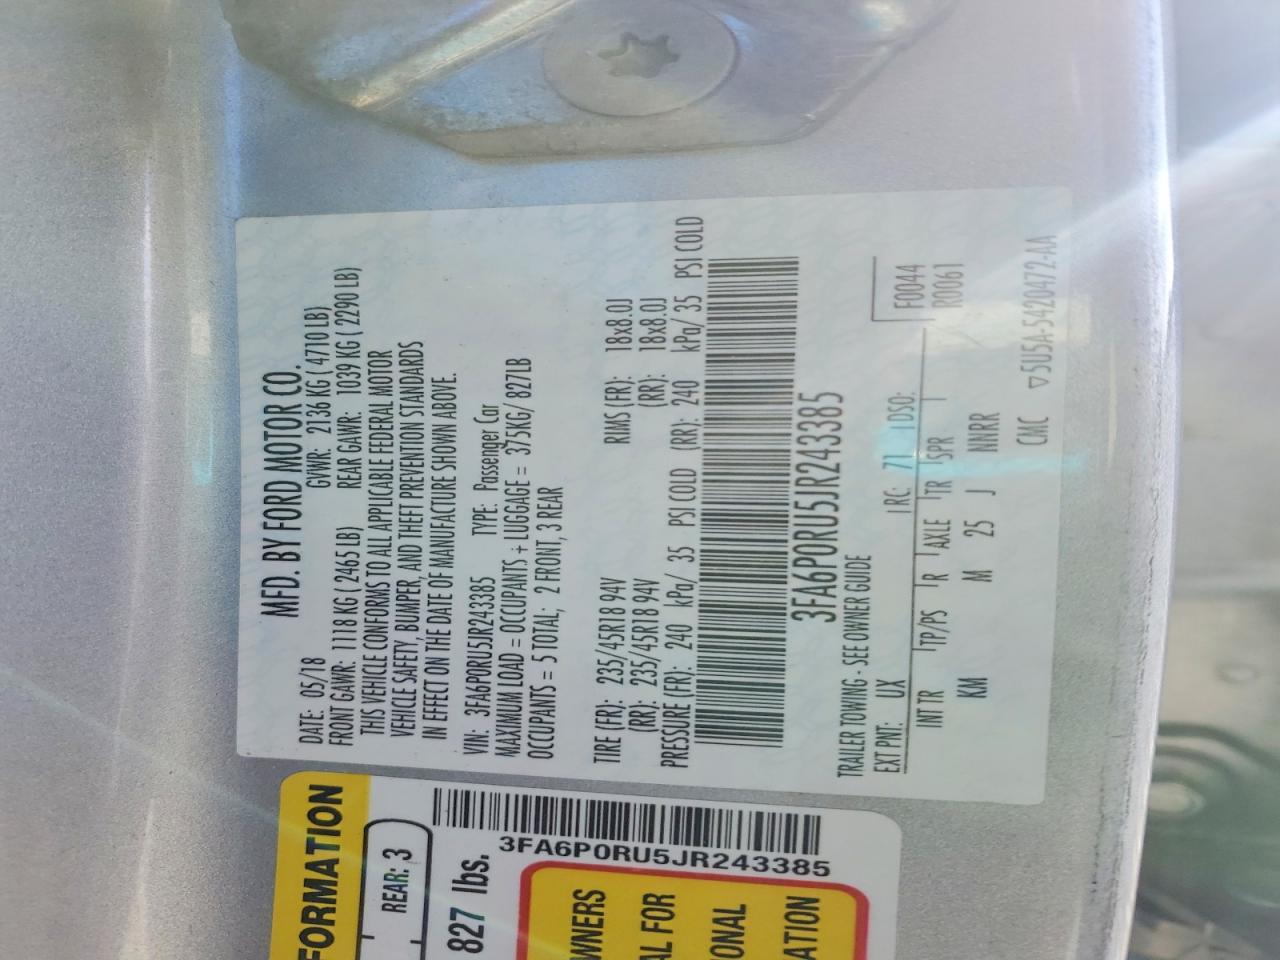 MFD. BY FORD MOTOR CO.
DATE: 05/18 GVWR: 2136 KG ( 4710 LB)
FRONT GAWR: 1118 KG ( 2465 LB) REAR GAWR: 1039 KG ( 2290 LB)
THIS VEHICLE CONFORMS TO ALL APPLICABLE FEDERAL MOTOR
VEHICLE SAFETY, BUMPER, AND THEFT PREVENTION STANDARDS
IN EFFECT ON THE DATE OF MANUFACTURE SHOWN ABOVE.
VIN: 3FA6P0RU5JR243385 TYPE: Passenger Car
MAXIMUM LOAD = OCCUPANTS + LUGGAGE = 375KG/ 827LB
OCCUPANTS = 5 TOTAL; 2 FRONT, 3 REAR
TIRE (FR): 235/45R18 94V RIMS (FR): 18x8.0J
(RR): 235/45R18 94V (RR): 18x8.0J
PRESSURE (FR): 240 kPa/ 35 PSI COLD (RR): 240 kPa/ 35 PSI COLD
3FA6P0RU5JR243385
TRAILER TOWING - SEE OWNER GUIDE
EXT PNT: UX RC: 71 DSO: F0044
R0061
INT TR TP/PS R AXLE TR SPR
KM M 25 J NNRR
CMC ▽5U5A-5420472-AA
FORMATION
REAR: 3
827 lbs.
3FA6P0RU5JR243385
WNERS
AL FOR
ONAL
ATION